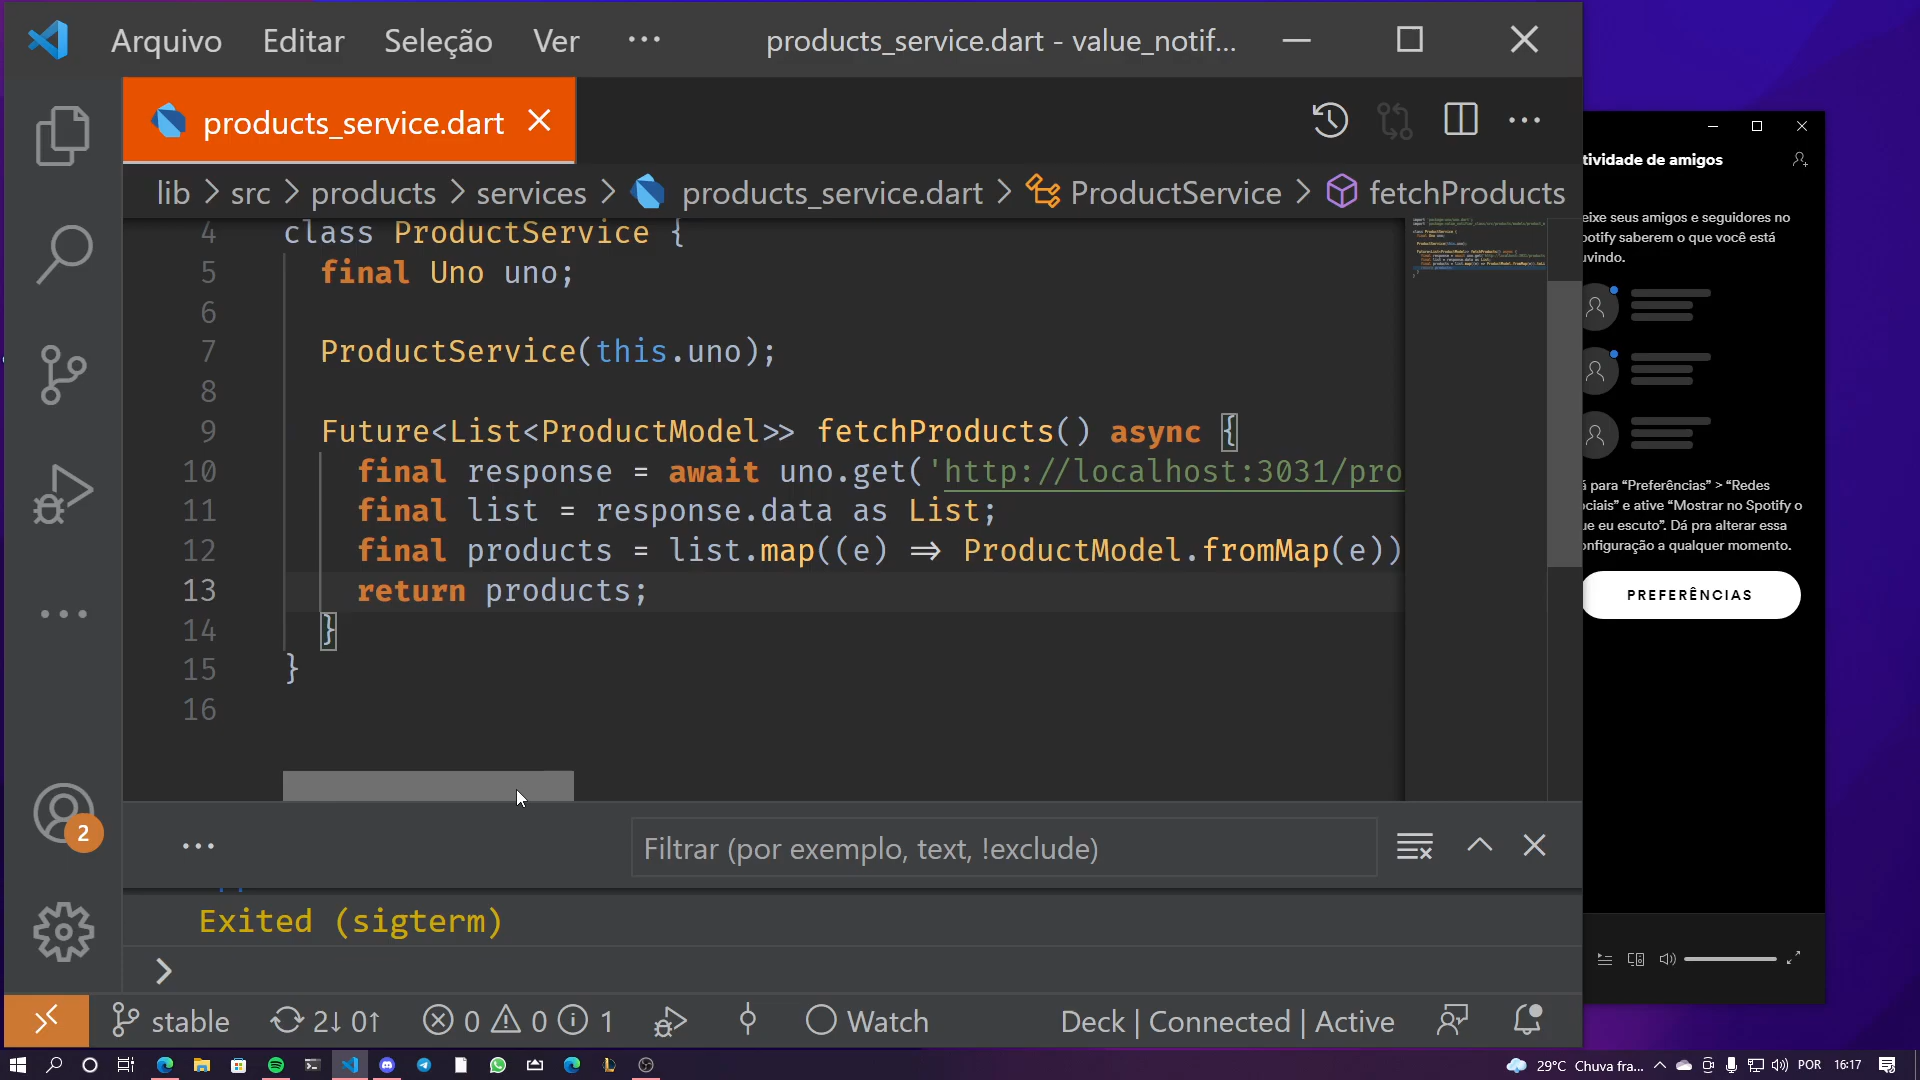 Arquivo Editar Seleção Ver ··· products_service.dart - value_notif...
products_service.dart
lib > src > products > services > products_service.dart > ProductService > fetchProducts
4 class ProductService {
5 final Uno uno;
6
7 ProductService(this.uno);
8
9 Future<List<ProductModel>> fetchProducts() async {
10 final response = await uno.get('http://localhost:3031/pro
11 final list = response.data as List;
12 final products = list.map((e) => ProductModel.fromMap(e))
13 return products;
14 }
15 }
16
Filtrar (por exemplo, text, !exclude)
Exited (sigterm)
2
stable 2↓ 0↑ 0 0 1 Watch Deck | Connected | Active
tividade de amigos
eixe seus amigos e seguidores no
potify saberem o que você está
uvindo.
á para “Preferências” > “Redes
ociais” e ative “Mostrar no Spotify o
ue eu escuto”. Dá pra alterar essa
onfiguração a qualquer momento.
PREFERÊNCIAS
29°C Chuva fra... POR 16:17